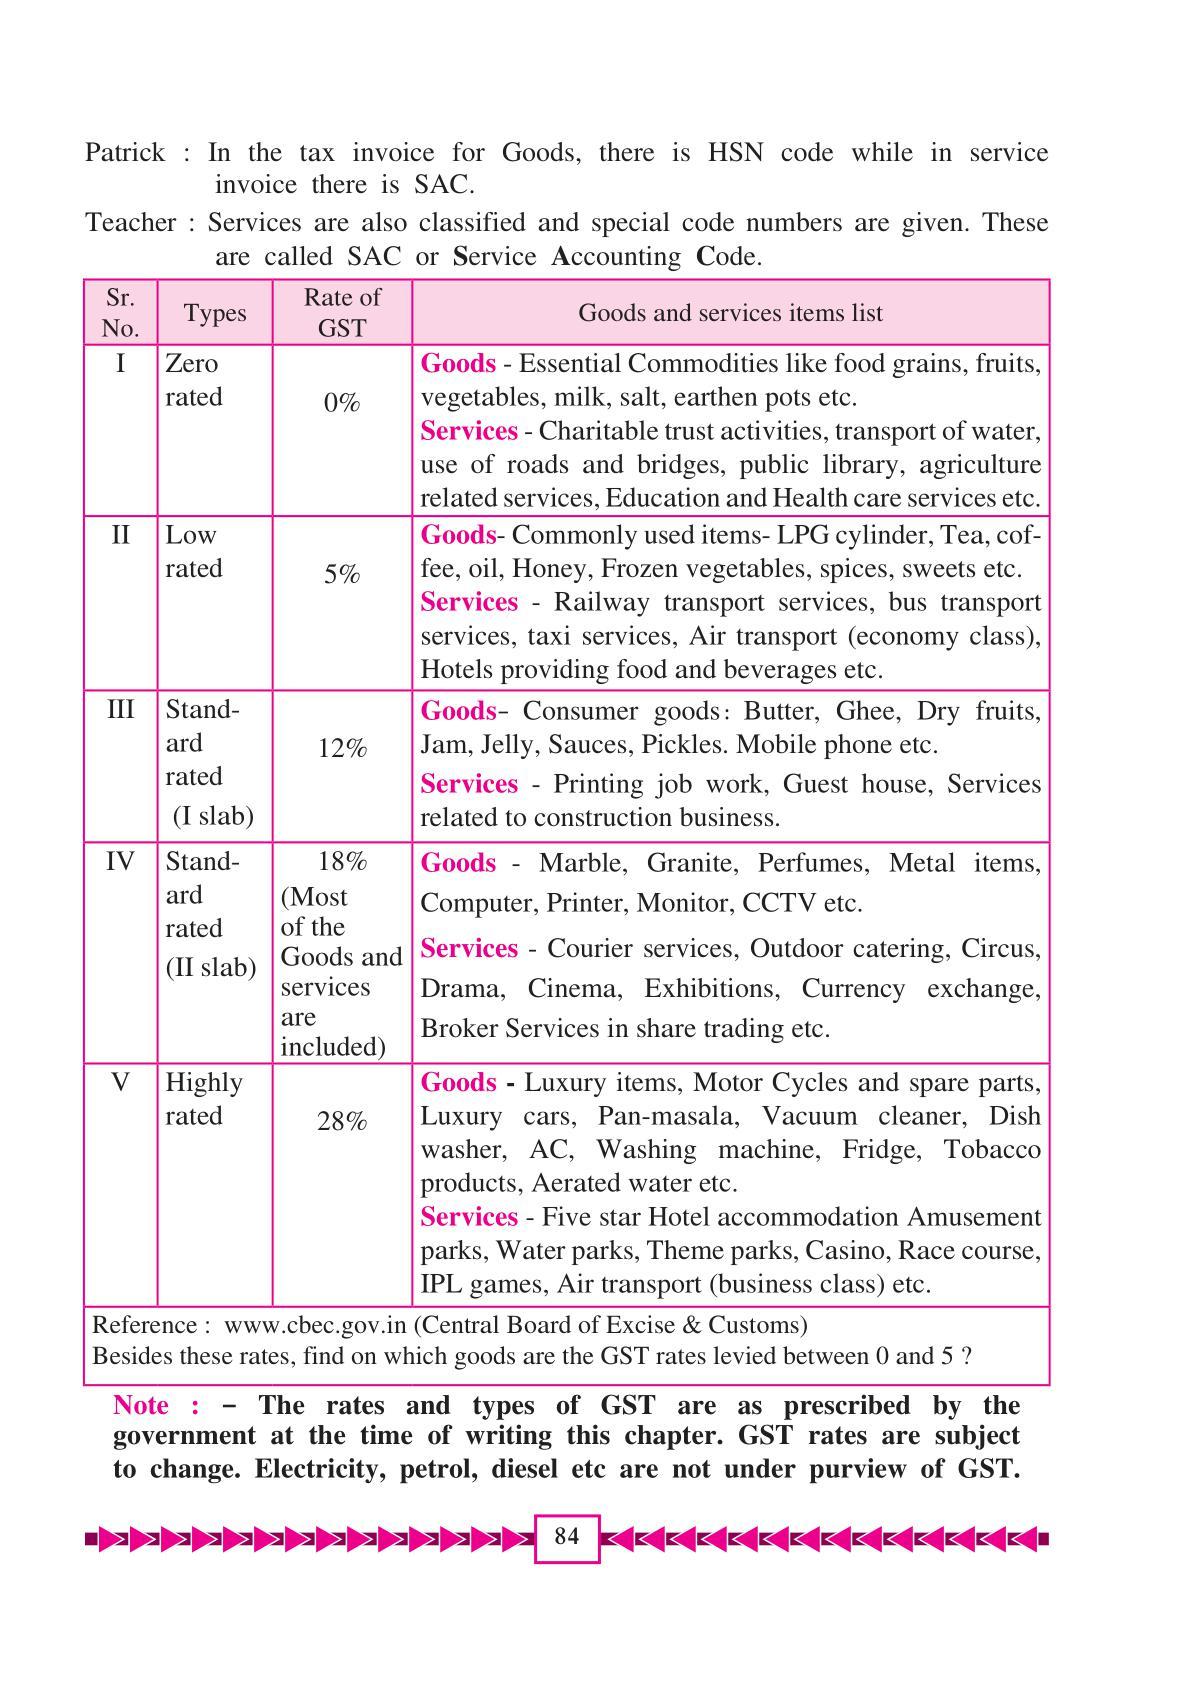 Patrick : In the tax invoice for Goods, there is HSN code while in service
invoice there is SAC.
Teacher : Services are also classified and special code numbers are given. These
are called SAC or Service Accounting Code.
Sr.
No.
Types
Rate of
GST
Goods and services items list
I
Zero
rated
0%
Goods - Essential Commodities like food grains, fruits,
vegetables, milk, salt, earthen pots etc.
Services - Charitable trust activities, transport of water,
use of roads and bridges, public library, agriculture
related services, Education and Health care services etc.
II
Low
rated
5%
Goods- Commonly used items- LPG cylinder, Tea, cof-
fee, oil, Honey, Frozen vegetables, spices, sweets etc.
Services - Railway transport services, bus transport
services, taxi services, Air transport (economy class),
Hotels providing food and beverages etc.
III
Stand-
ard
rated
(I slab)
12%
Goods– Consumer goods: Butter, Ghee, Dry fruits,
Jam, Jelly, Sauces, Pickles. Mobile phone etc.
Services - Printing job work, Guest house, Services
related to construction business.
IV
Stand-
ard
rated
(II slab)
18%
(Most
of the
Goods and
services
are
included)
Goods - Marble, Granite, Perfumes, Metal items,
Computer, Printer, Monitor, CCTV etc.
Services - Courier services, Outdoor catering, Circus,
Drama, Cinema, Exhibitions, Currency exchange,
Broker Services in share trading etc.
V
Highly
rated
28%
Goods - Luxury items, Motor Cycles and spare parts,
Luxury cars, Pan-masala, Vacuum cleaner, Dish
washer, AC, Washing machine, Fridge, Tobacco
products, Aerated water etc.
Services - Five star Hotel accommodation Amusement
parks, Water parks, Theme parks, Casino, Race course,
IPL games, Air transport (business class) etc.
Reference : www.cbec.gov.in (Central Board of Excise & Customs)
Besides these rates, find on which goods are the GST rates levied between 0 and 5 ?
Note : – The rates and types of GST are as prescribed by the
government at the time of writing this chapter. GST rates are subject
to change. Electricity, petrol, diesel etc are not under purview of GST.
84